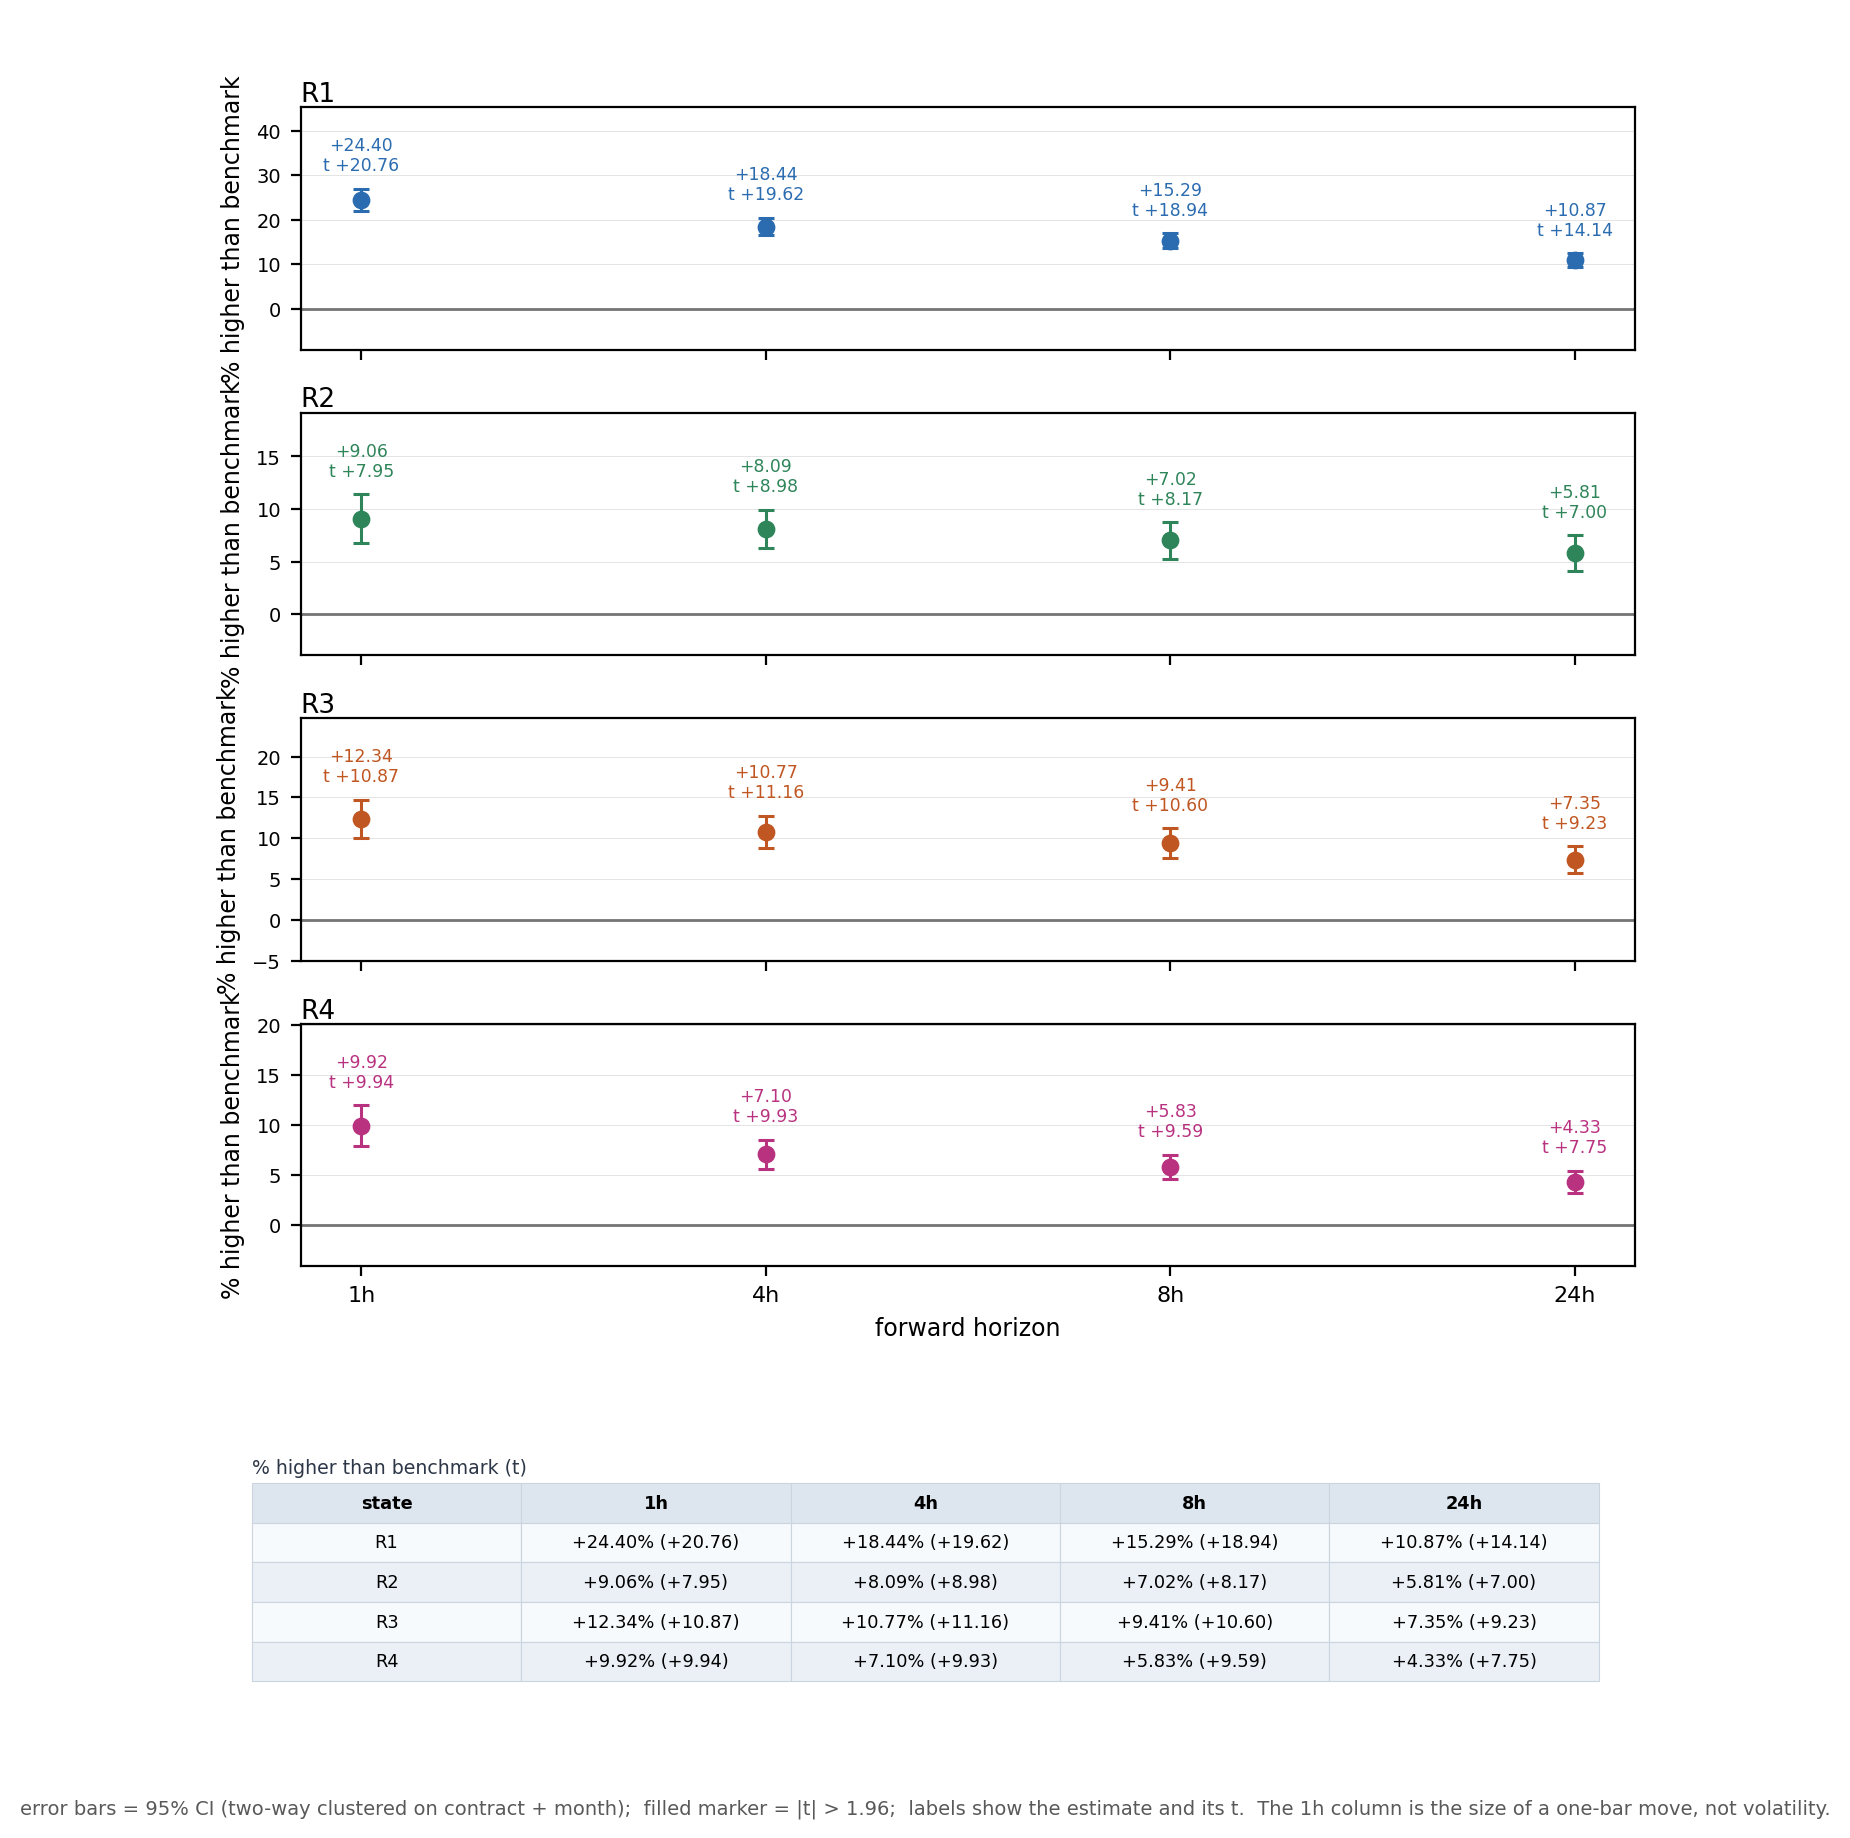 R1
% higher than benchmark
40
30
20
10
0
+24.40
t +20.76
+18.44
t +19.62
+15.29
t +18.94
+10.87
t +14.14
R2
% higher than benchmark
15
10
5
0
+9.06
t +7.95
+8.09
t +8.98
+7.02
t +8.17
+5.81
t +7.00
R3
% higher than benchmark
20
15
10
5
0
−5
+12.34
t +10.87
+10.77
t +11.16
+9.41
t +10.60
+7.35
t +9.23
R4
% higher than benchmark
20
15
10
5
0
+9.92
t +9.94
+7.10
t +9.93
+5.83
t +9.59
+4.33
t +7.75
1h 4h 8h 24h
forward horizon
% higher than benchmark (t)
state 1h 4h 8h 24h
R1 +24.40% (+20.76) +18.44% (+19.62) +15.29% (+18.94) +10.87% (+14.14)
R2 +9.06% (+7.95) +8.09% (+8.98) +7.02% (+8.17) +5.81% (+7.00)
R3 +12.34% (+10.87) +10.77% (+11.16) +9.41% (+10.60) +7.35% (+9.23)
R4 +9.92% (+9.94) +7.10% (+9.93) +5.83% (+9.59) +4.33% (+7.75)
error bars = 95% CI (two-way clustered on contract + month);  filled marker = |t| > 1.96;  labels show the estimate and its t.  The 1h column is the size of a one-bar move, not volatility.